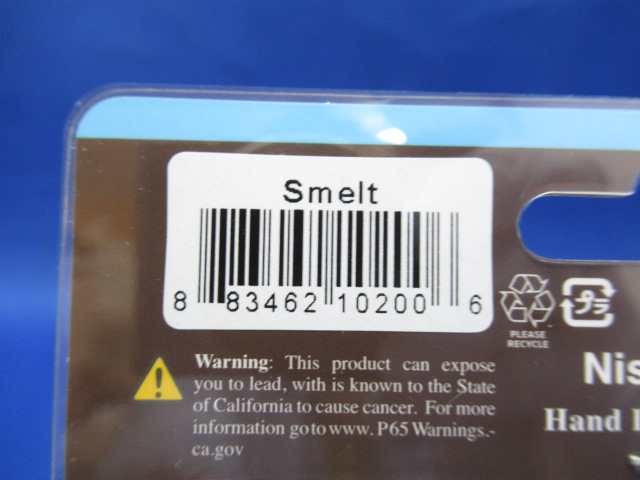 Smelt
8 83462 10200 6
PLEASE
RECYCLE
プラ
Nis
Hand
Warning: This product can expose
you to lead, with is known to the State
of California to cause cancer. For more
information go to www. P65 Warnings.-
ca.gov